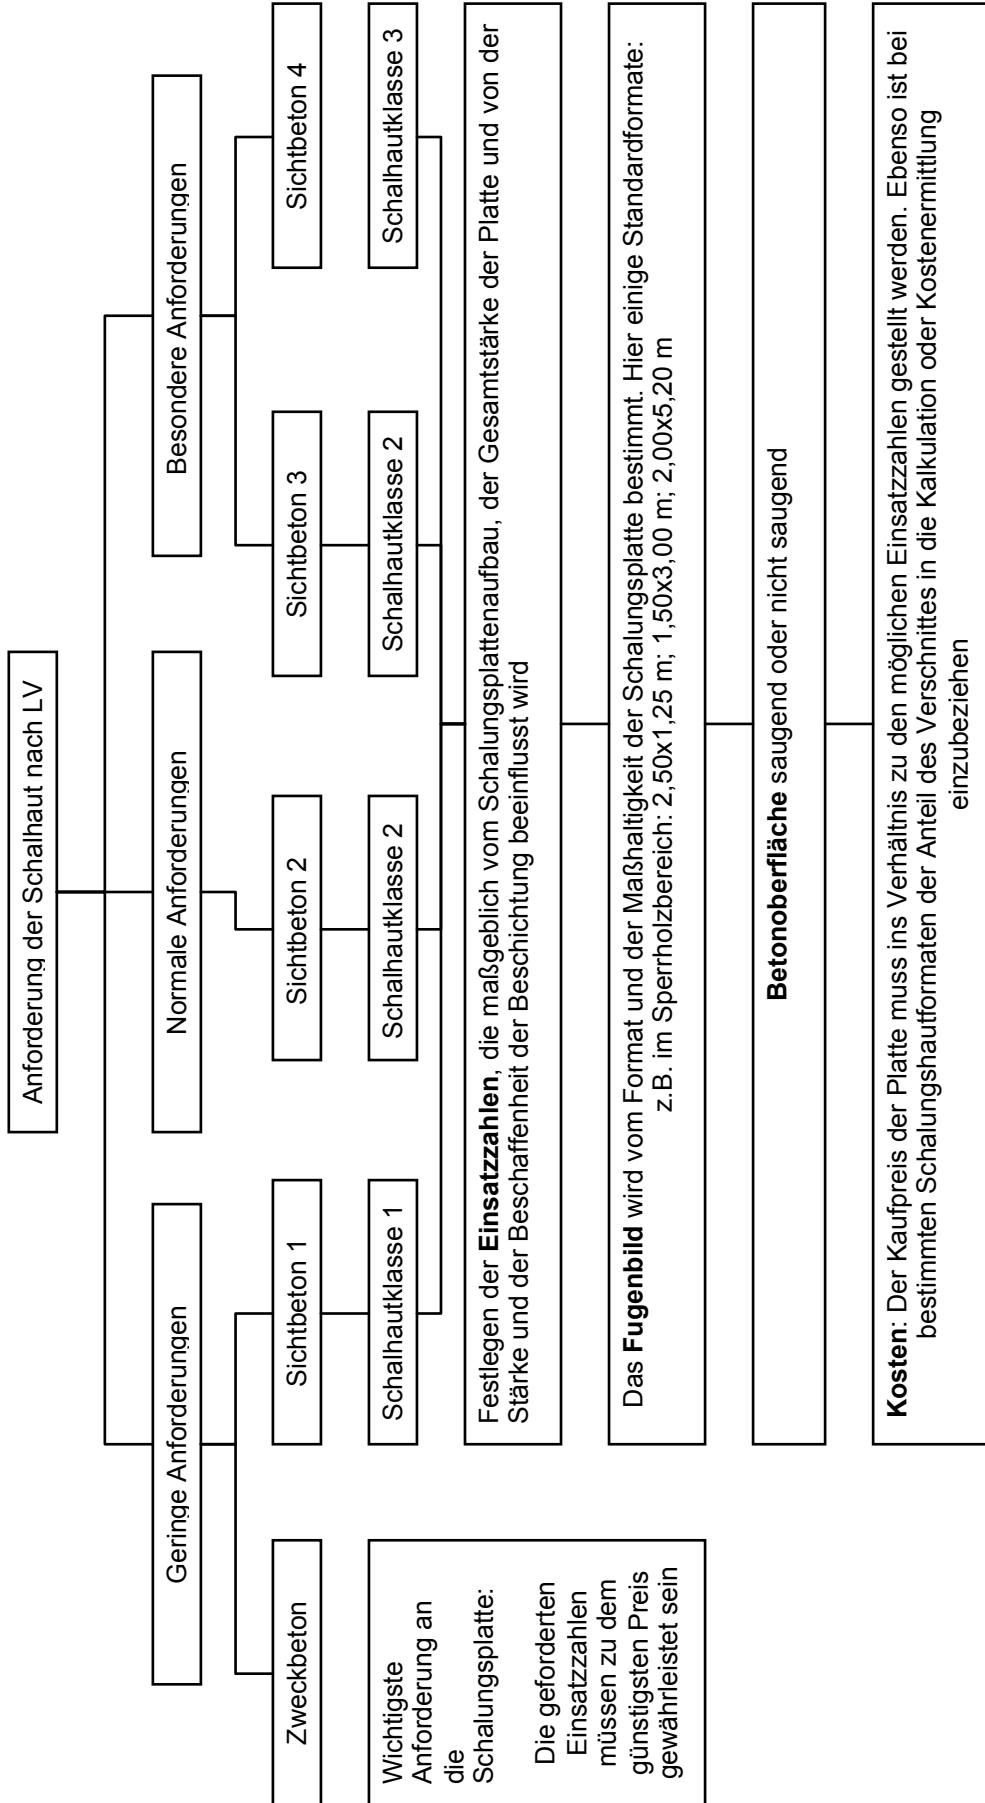 Anforderung der Schalhaut nach LV
Geringe Anforderungen
Normale Anforderungen
Besondere Anforderungen
Zweckbeton
Sichtbeton 1
Sichtbeton 2
Sichtbeton 3
Sichtbeton 4
Wichtigste
Anforderung an
die
Schalungsplatte:
Die geforderten
Einsatzzahlen
müssen zu dem
günstigsten Preis
gewährleistet sein
Schalhautklasse 1
Schalhautklasse 2
Schalhautklasse 2
Schalhautklasse 3
Festlegen der Einsatzzahlen, die maßgeblich vom Schalungsplattenaufbau, der Gesamtstärke der Platte und von der
Stärke und der Beschaffenheit der Beschichtung beeinflusst wird
Das Fugenbild wird vom Format und der Maßhaltigkeit der Schalungsplatte bestimmt. Hier einige Standardformate:
z.B. im Sperrholzbereich: 2,50x1,25 m; 1,50x3,00 m; 2,00x5,20 m
Betonoberfläche saugend oder nicht saugend
Kosten: Der Kaufpreis der Platte muss ins Verhältnis zu den möglichen Einsatzzahlen gestellt werden. Ebenso ist bei
bestimmten Schalungshautformaten der Anteil des Verschnittes in die Kalkulation oder Kostenermittlung
einzubeziehen